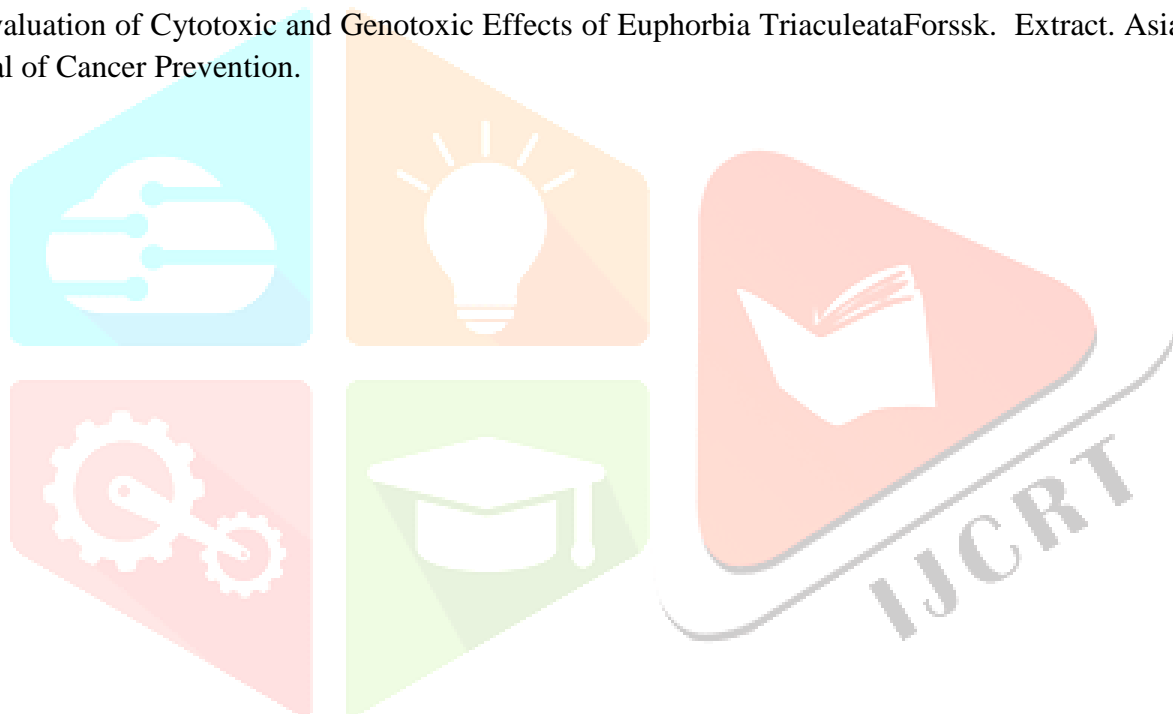 valuation of Cytotoxic and Genotoxic Effects of Euphorbia TriaculeataForssk. Extract. Asia
al of Cancer Prevention.
IJCRT